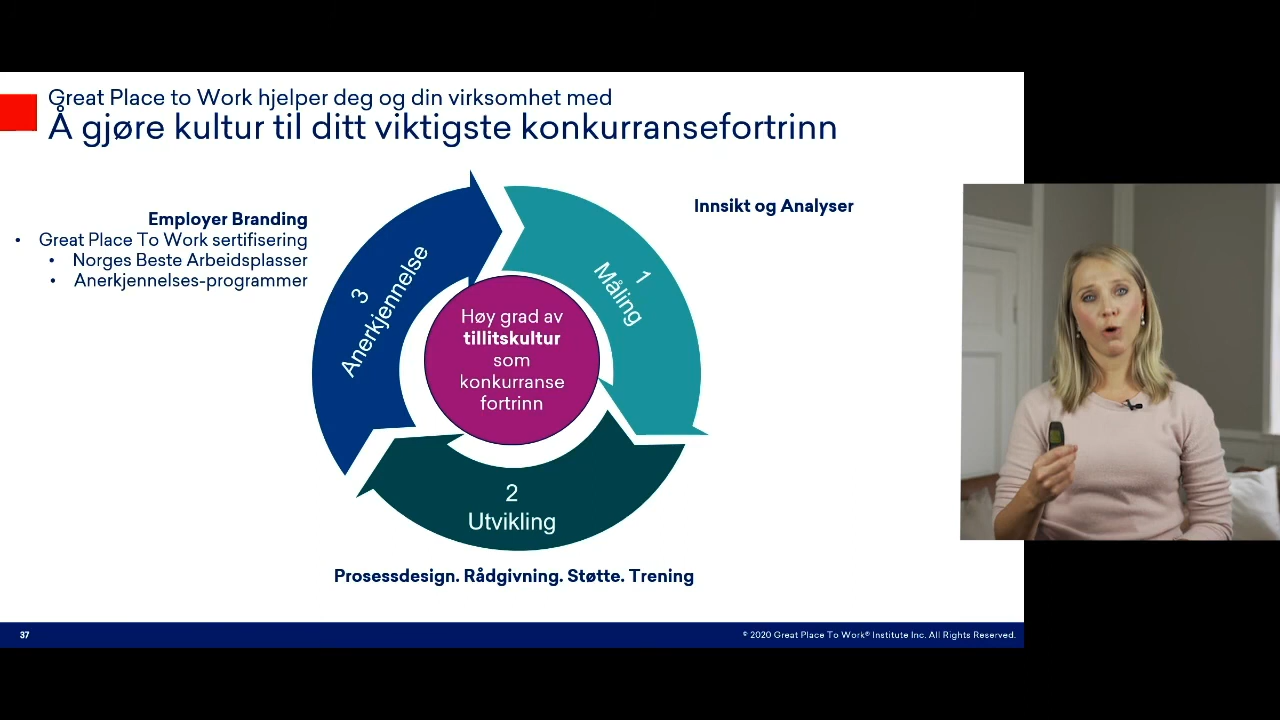 Great Place to Work hjelper deg og din virksomhet med
Å gjøre kultur til ditt viktigste konkurransefortrinn
Employer Branding
• Great Place To Work sertifisering
• Norges Beste Arbeidsplasser
• Anerkjennelses-programmer
Innsikt og Analyser
3
Anerkjennelse
1
Måling
Høy grad av
tillitskultur
som
konkurranse
fortrinn
2
Utvikling
Prosessdesign. Rådgivning. Støtte. Trening
37
© 2020 Great Place To Work® Institute Inc. All Rights Reserved.